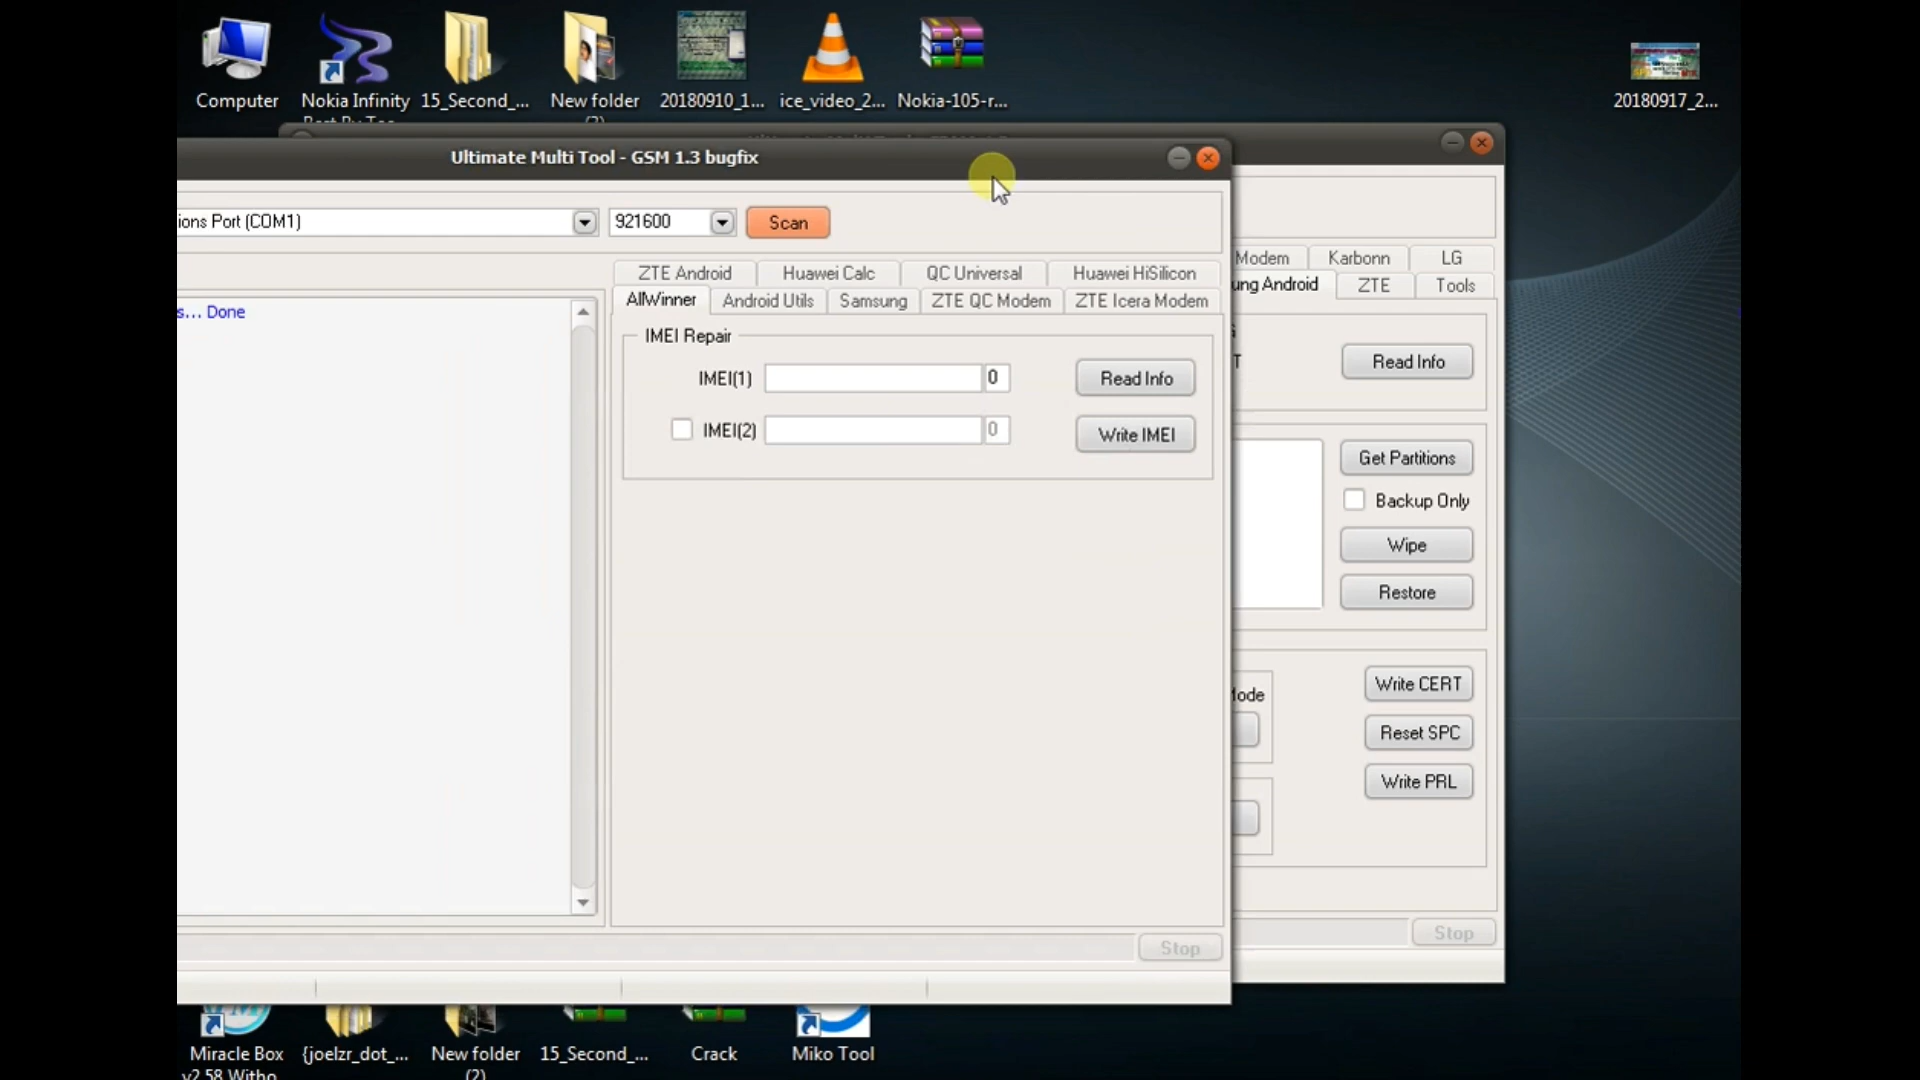 Computer
Nokia Infinity
15_Second_...
New folder
20180910_1...
ice_video_2...
Nokia-105-r...
20180917_2...
Ultimate Multi Tool - GSM 1.3 bugfix
ions Port (COM1)
921600
Scan
ZTE Android
Huawei Calc
QC Universal
Huawei HiSilicon
AllWinner
Android Utils
Samsung
ZTE QC Modem
ZTE Icera Modem
s... Done
IMEI Repair
IMEI(1)
0
Read Info
IMEI(2)
0
Write IMEI
Stop
Modem
Karbonn
LG
ung Android
ZTE
Tools
Read Info
Get Partitions
Backup Only
Wipe
Restore
Write CERT
Reset SPC
Write PRL
Stop
Miracle Box
v2.58 Witho...
{joelzr_dot_...
New folder
(2)
15_Second_...
Crack
Miko Tool